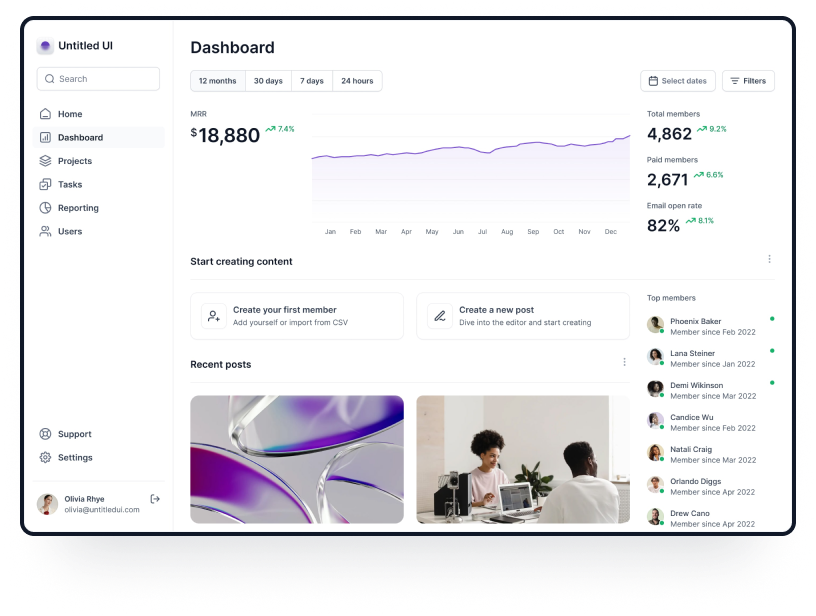 Untitled UI
Search
Home
Dashboard
Projects
Tasks
Reporting
Users
Support
Settings
Olivia Rhye
olivia@untitledui.com
Dashboard
12 months 30 days 7 days 24 hours
Select dates Filters
MRR
$18,880 7.4%
Jan Feb Mar Apr May Jun Jul Aug Sep Oct Nov Dec
Total members
4,862 9.2%
Paid members
2,671 6.6%
Email open rate
82% 8.1%
Start creating content
Create your first member
Add yourself or import from CSV
Create a new post
Dive into the editor and start creating
Recent posts
Top members
Phoenix Baker
Member since Feb 2022
Lana Steiner
Member since Jan 2022
Demi Wikinson
Member since Mar 2022
Candice Wu
Member since Feb 2022
Natali Craig
Member since Mar 2022
Orlando Diggs
Member since Apr 2022
Drew Cano
Member since Apr 2022